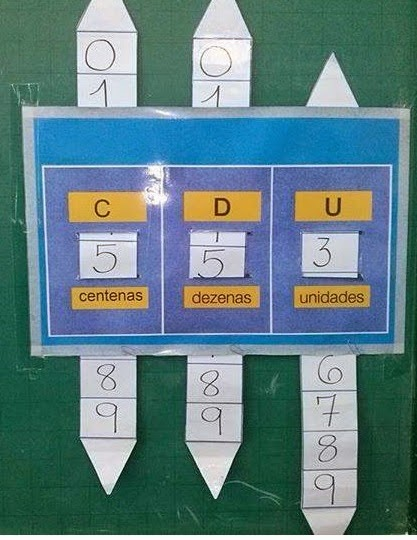 0 0
1 1
C D U
5 5 3
centenas dezenas unidades
8 8 6
9 9 7
8
9